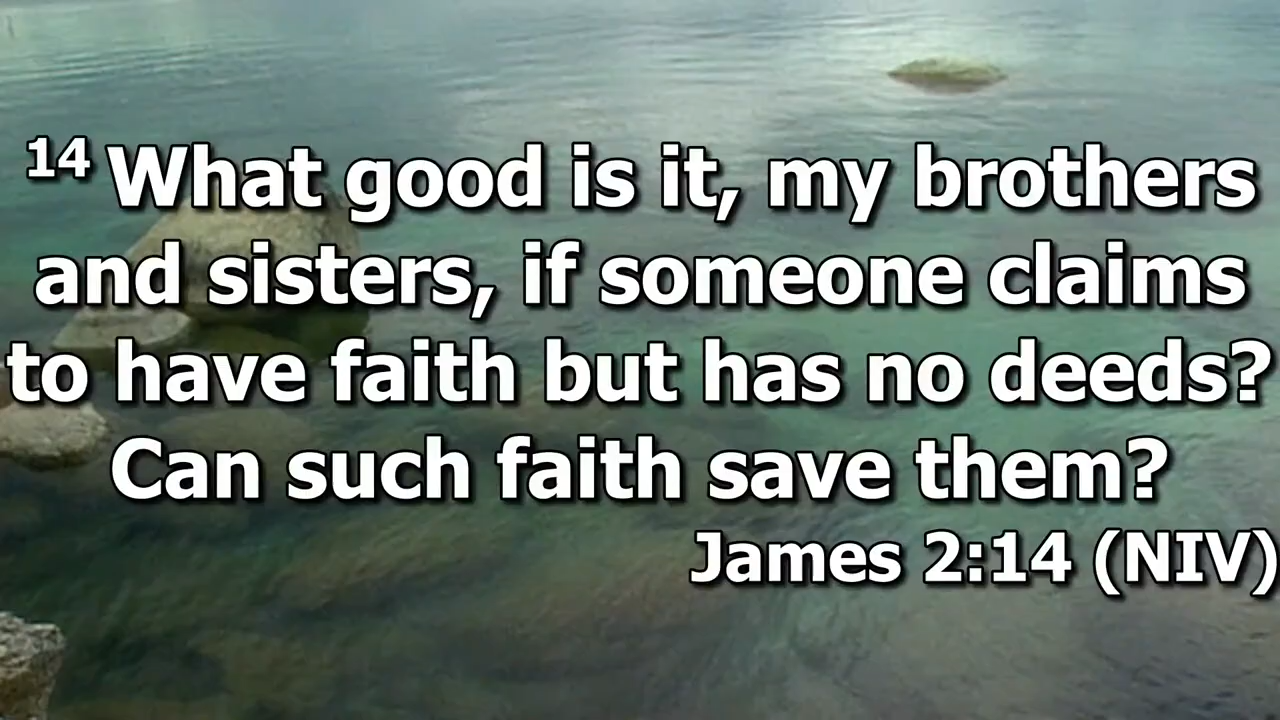 14 What good is it, my brothers
and sisters, if someone claims
to have faith but has no deeds?
Can such faith save them?
James 2:14 (NIV)